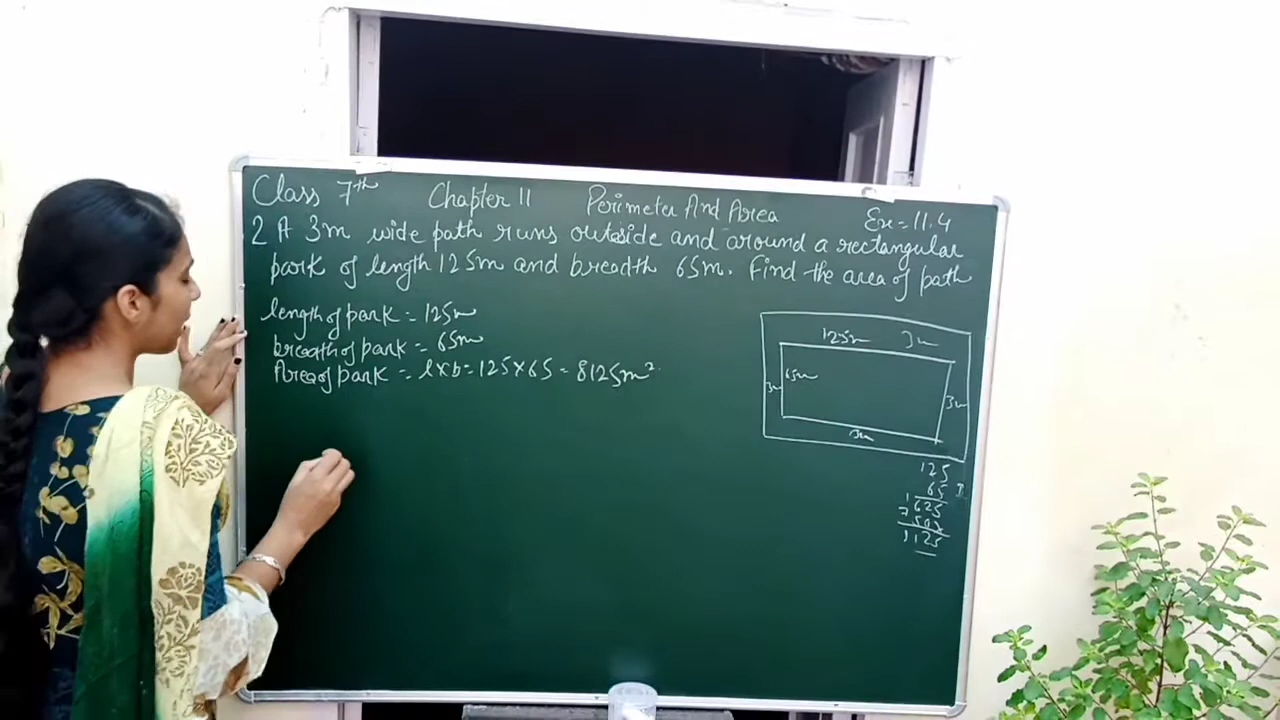 Class 7th Chapter 11 Perimeter And Area Ex=11.4
2 A 3m wide path runs outside and around a rectangular
park of length 125m and breadth 65m. Find the area of path
length of park = 125m
breadth of park = 65m
Area of park = l×b = 125×65 = 8125m²
125m 3m
65m
3m
3m
3m
125
65
625